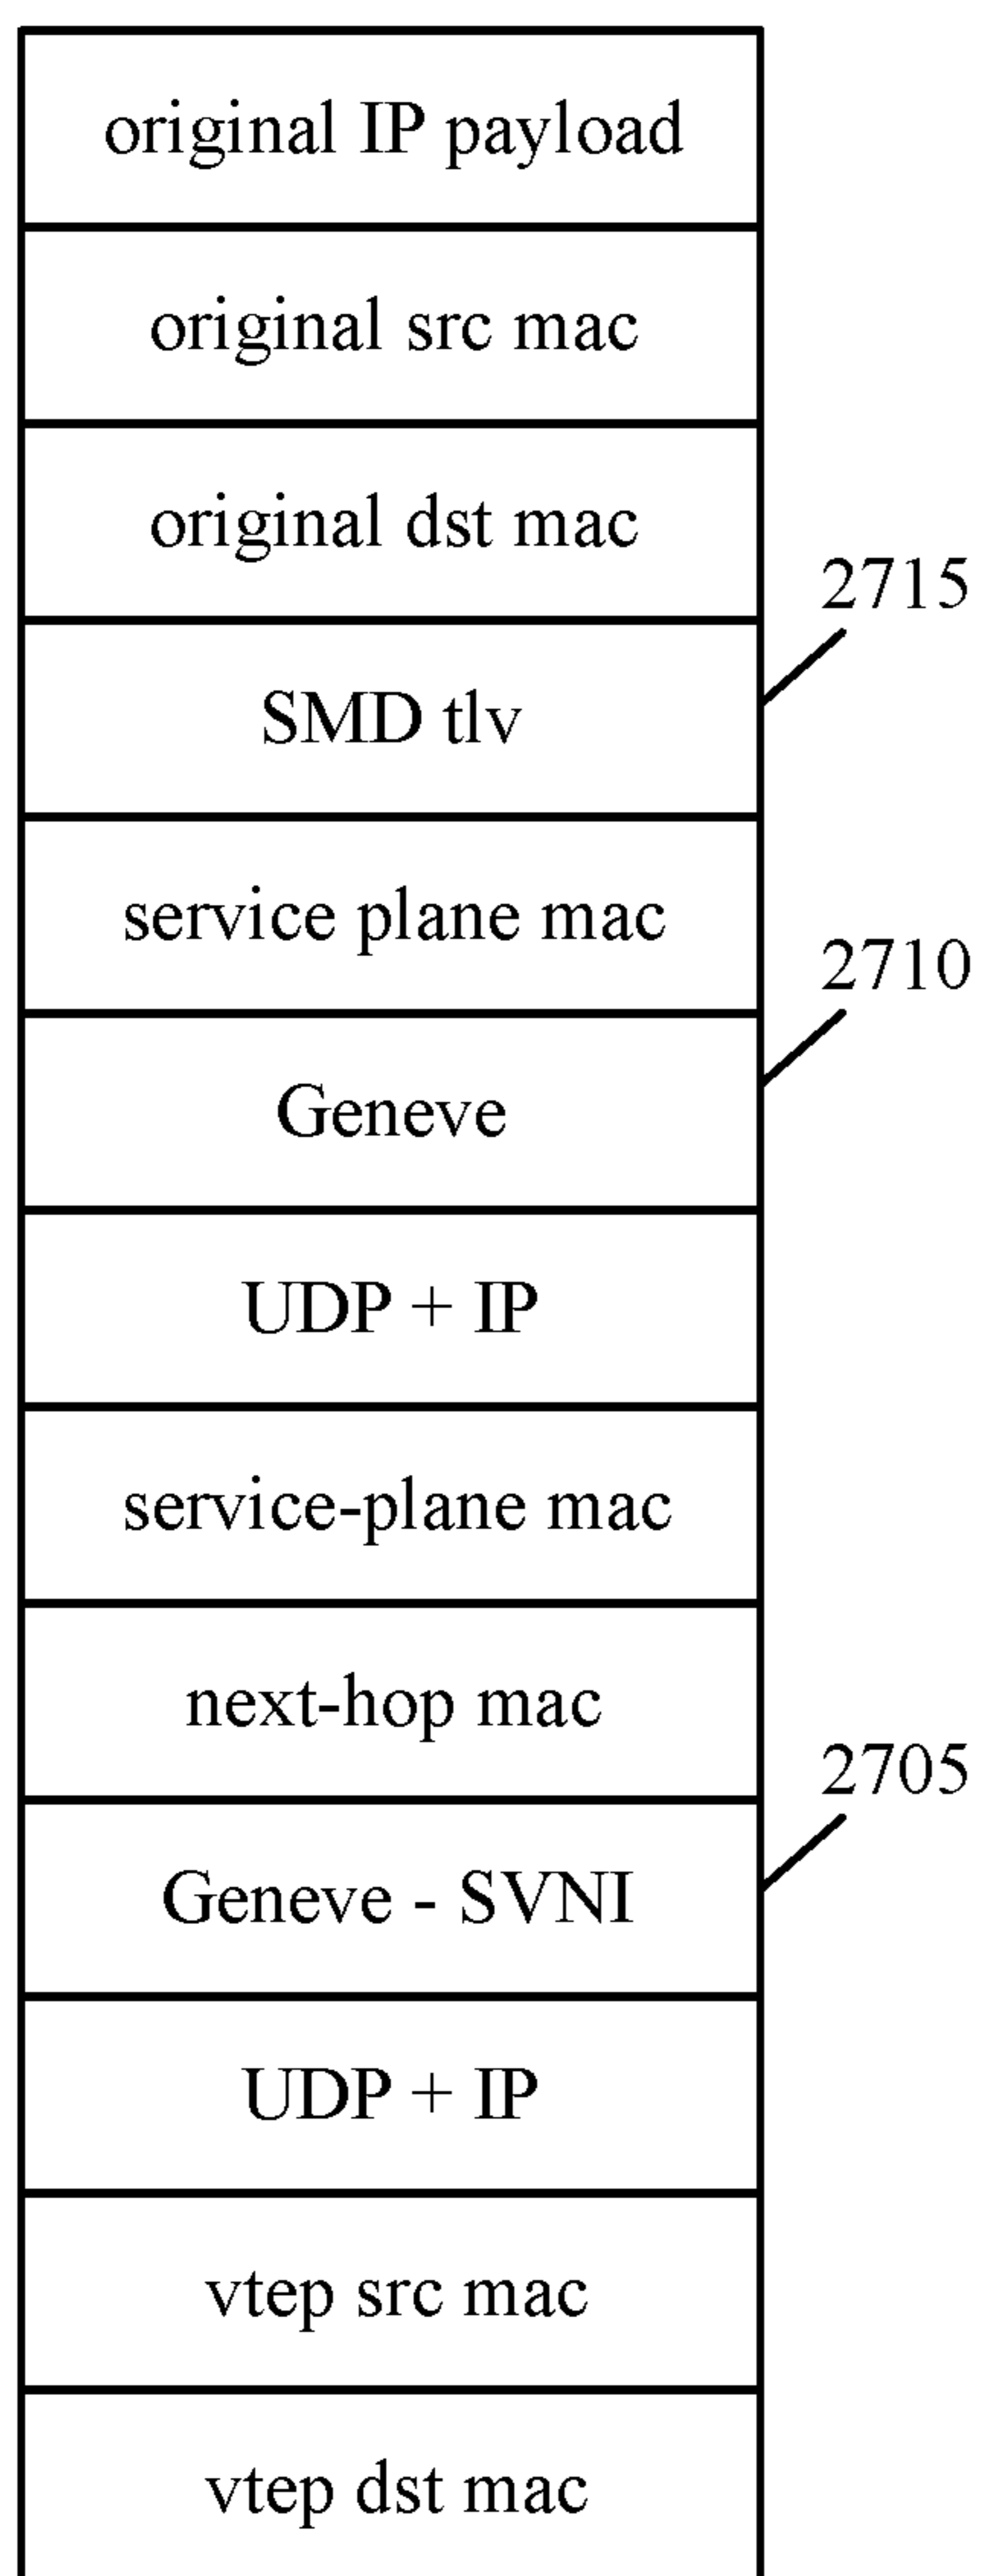 original IP payload
original src mac
original dst mac
2715
SMD tlv
service plane mac
2710
Geneve
UDP + IP
service-plane mac
next-hop mac
2705
Geneve - SVNI
UDP + IP
vtep src mac
vtep dst mac